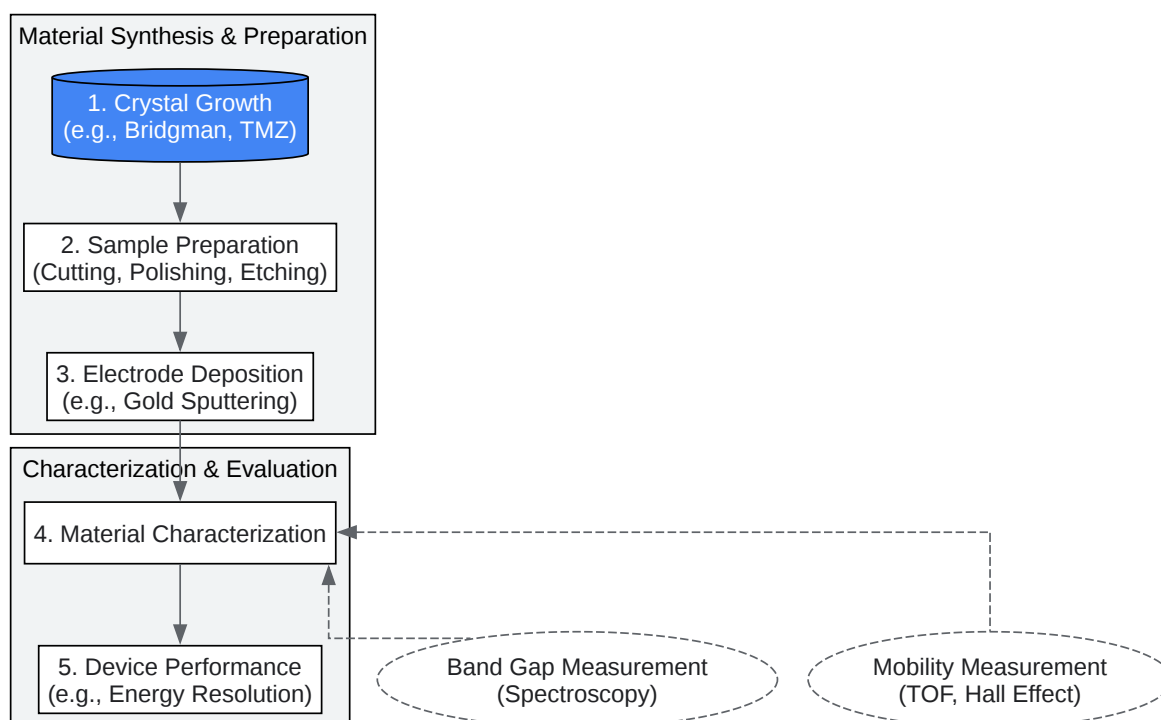 Material Synthesis & Preparation
1. Crystal Growth
(e.g., Bridgman, TMZ)
2. Sample Preparation
(Cutting, Polishing, Etching)
3. Electrode Deposition
(e.g., Gold Sputtering)
Characterization & Evaluation
4. Material Characterization
5. Device Performance
(e.g., Energy Resolution)
Band Gap Measurement
(Spectroscopy)
Mobility Measurement
(TOF, Hall Effect)